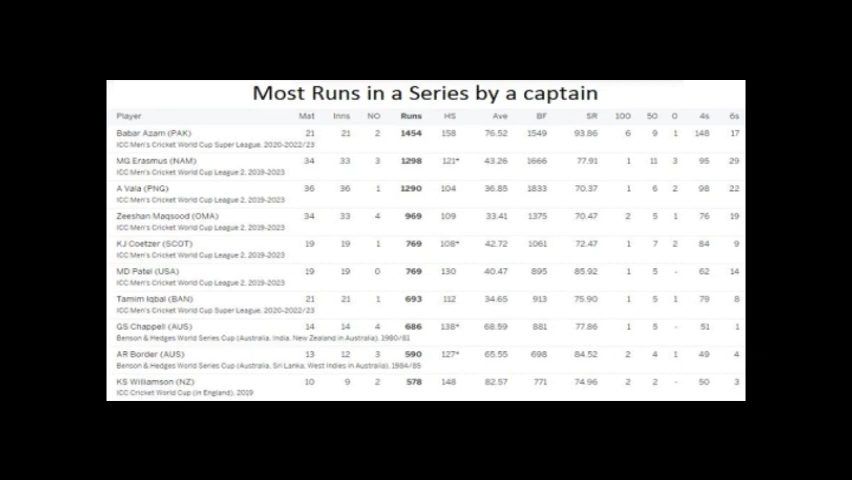 Most Runs in a Series by a captain
Player Mat Inns NO Runs HS Ave BF SR 100 50 0 4s 6s
Babar Azam (PAK) 21 21 2 1454 158 76.52 1549 93.86 6 9 1 148 17
ICC Men's Cricket World Cup Super League, 2020-2022/23
MG Erasmus (NAM) 34 33 3 1298 121* 43.26 1666 77.91 1 11 3 95 29
ICC Men's Cricket World Cup League 2, 2019-2023
A Vala (PNG) 36 36 1 1290 104 36.85 1833 70.37 1 6 2 98 22
ICC Men's Cricket World Cup League 2, 2019-2023
Zeeshan Maqsood (OMA) 34 33 4 969 109 33.41 1375 70.47 2 5 1 76 19
ICC Men's Cricket World Cup League 2, 2019-2023
KJ Coetzer (SCOT) 19 19 1 769 108* 42.72 1061 72.47 1 7 2 84 9
ICC Men's Cricket World Cup League 2, 2019-2023
MD Patel (USA) 19 19 0 769 130 40.47 895 85.92 1 5 - 62 14
ICC Men's Cricket World Cup League 2, 2019-2023
Tamim Iqbal (BAN) 21 21 1 693 112 34.65 913 75.90 1 5 1 79 8
ICC Men's Cricket World Cup Super League, 2020-2022/23
GS Chappell (AUS) 14 14 4 686 138* 68.59 881 77.86 1 5 - 51 1
Benson & Hedges World Series Cup (Australia, India, New Zealand in Australia), 1980/81
AR Border (AUS) 13 12 3 590 127* 65.55 698 84.52 2 4 1 49 4
Benson & Hedges World Series Cup (Australia, Sri Lanka, West Indies in Australia), 1984/85
KS Williamson (NZ) 10 9 2 578 148 82.57 771 74.96 2 2 - 50 3
ICC Cricket World Cup (in England), 2019